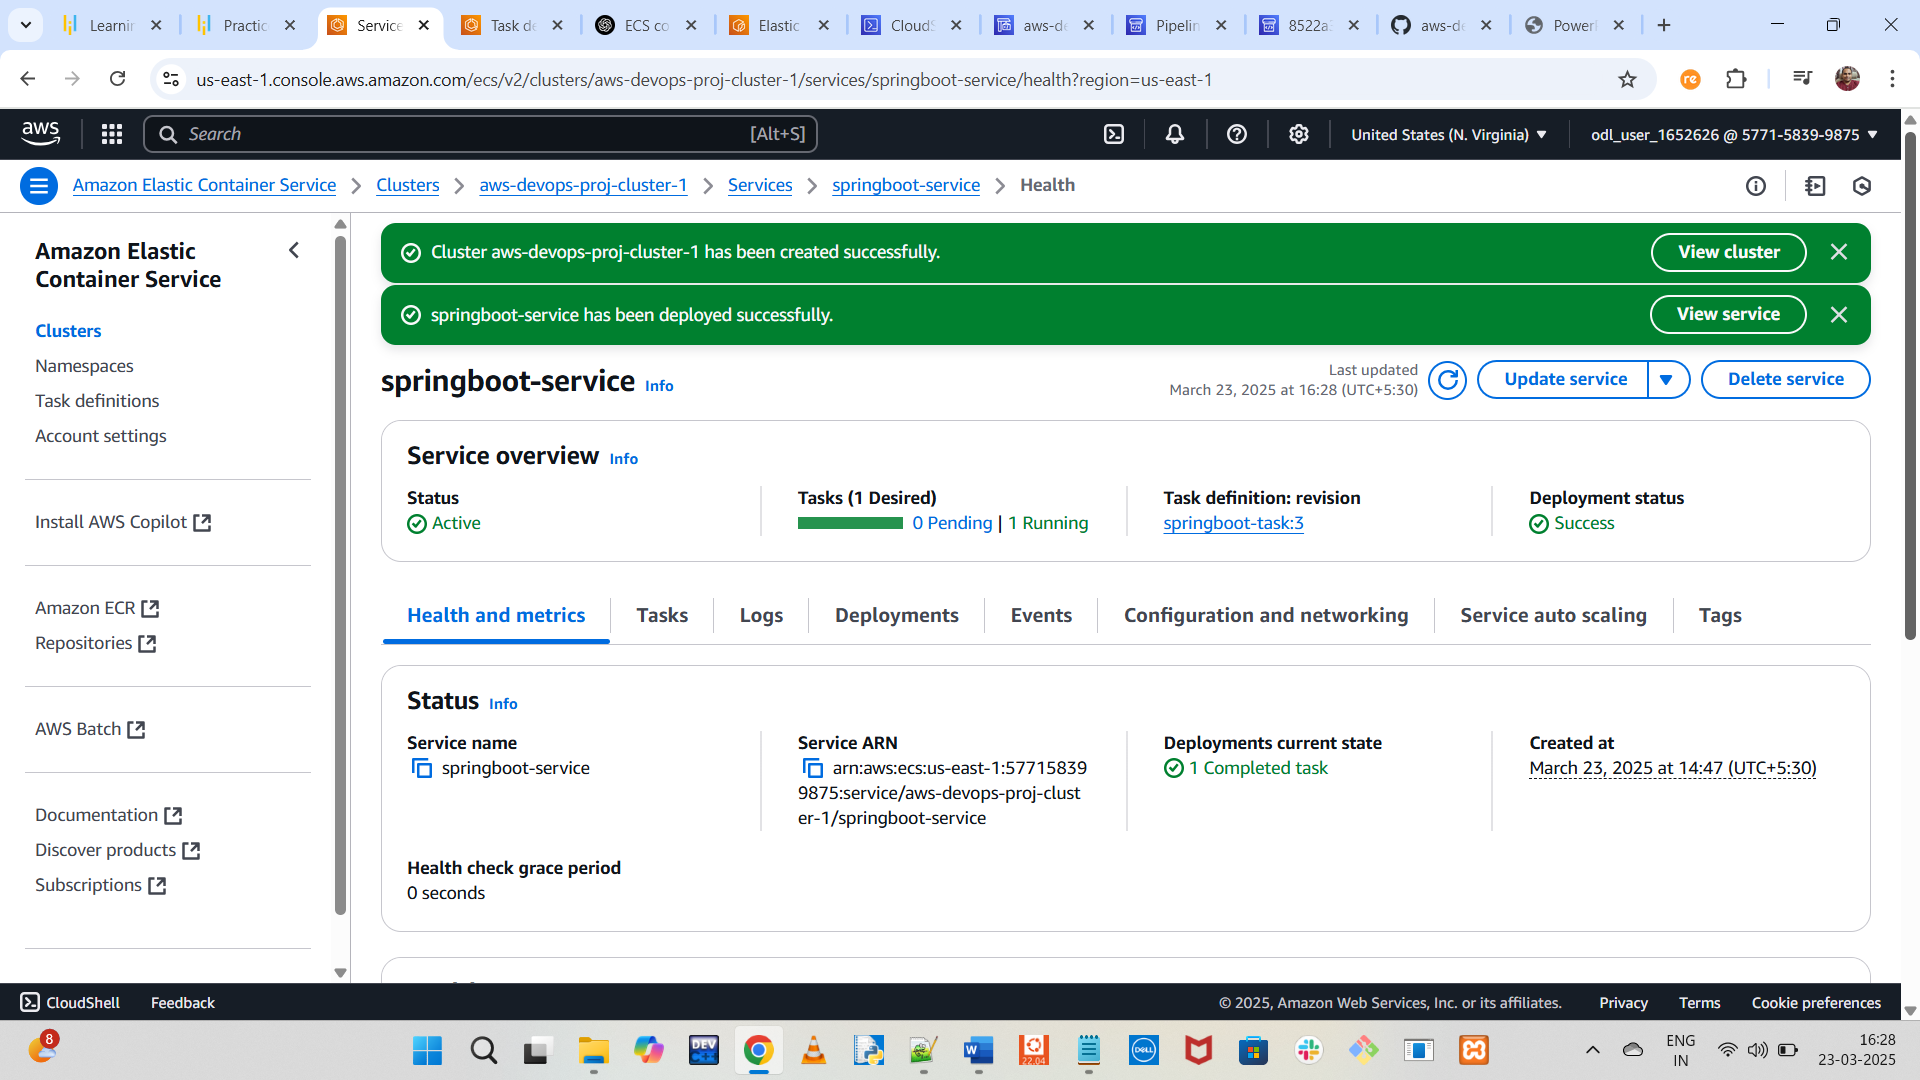 Learnin
Practic
Service
Task de
ECS co
Elastic
CloudS
aws-de
Pipelin
8522a
aws-de
Power
us-east-1.console.aws.amazon.com/ecs/v2/clusters/aws-devops-proj-cluster-1/services/springboot-service/health?region=us-east-1
re
aws
Search
[Alt+S]
United States (N. Virginia)
odl_user_1652626 @ 5771-5839-9875
Amazon Elastic Container Service
Clusters
aws-devops-proj-cluster-1
Services
springboot-service
Health
Amazon Elastic
Container Service
Clusters
Namespaces
Task definitions
Account settings
Install AWS Copilot
Amazon ECR
Repositories
AWS Batch
Documentation
Discover products
Subscriptions
Cluster aws-devops-proj-cluster-1 has been created successfully.
View cluster
springboot-service has been deployed successfully.
View service
springboot-service Info
Last updated
March 23, 2025 at 16:28 (UTC+5:30)
Update service
Delete service
Service overview Info
Status
Active
Tasks (1 Desired)
0 Pending | 1 Running
Task definition: revision
springboot-task:3
Deployment status
Success
Health and metrics
Tasks
Logs
Deployments
Events
Configuration and networking
Service auto scaling
Tags
Status Info
Service name
springboot-service
Service ARN
arn:aws:ecs:us-east-1:57715839
9875:service/aws-devops-proj-clust
er-1/springboot-service
Deployments current state
1 Completed task
Created at
March 23, 2025 at 14:47 (UTC+5:30)
Health check grace period
0 seconds
CloudShell
Feedback
© 2025, Amazon Web Services, Inc. or its affiliates.
Privacy
Terms
Cookie preferences
8
DEV
C++
W
22.04
DELL
ENG
IN
16:28
23-03-2025